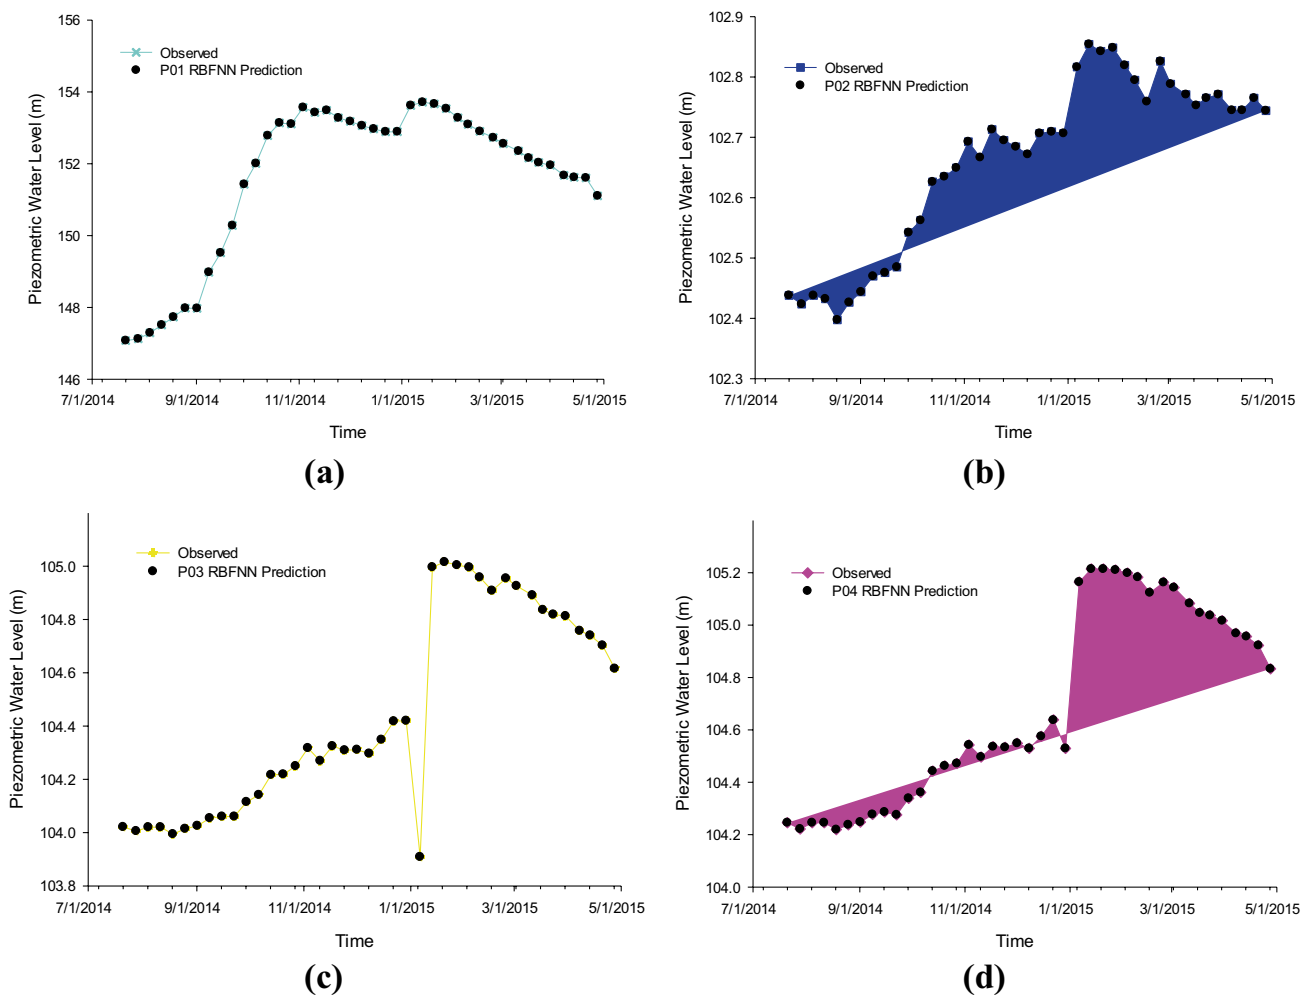 156
154
152
150
148
146
Piezometric Water Level (m)
Observed
P01 RBFNN Prediction
7/1/2014 9/1/2014 11/1/2014 1/1/2015 3/1/2015 5/1/2015
Time
(a)
102.9
102.8
102.7
102.6
102.5
102.4
102.3
Piezometric Water Level (m)
Observed
P02 RBFNN Prediction
7/1/2014 9/1/2014 11/1/2014 1/1/2015 3/1/2015 5/1/2015
Time
(b)
105.0
104.8
104.6
104.4
104.2
104.0
103.8
Piezometric Water Level (m)
Observed
P03 RBFNN Prediction
7/1/2014 9/1/2014 11/1/2014 1/1/2015 3/1/2015 5/1/2015
Time
(c)
105.2
105.0
104.8
104.6
104.4
104.2
104.0
Piezometric Water Level (m)
Observed
P04 RBFNN Prediction
7/1/2014 9/1/2014 11/1/2014 1/1/2015 3/1/2015 5/1/2015
Time
(d)